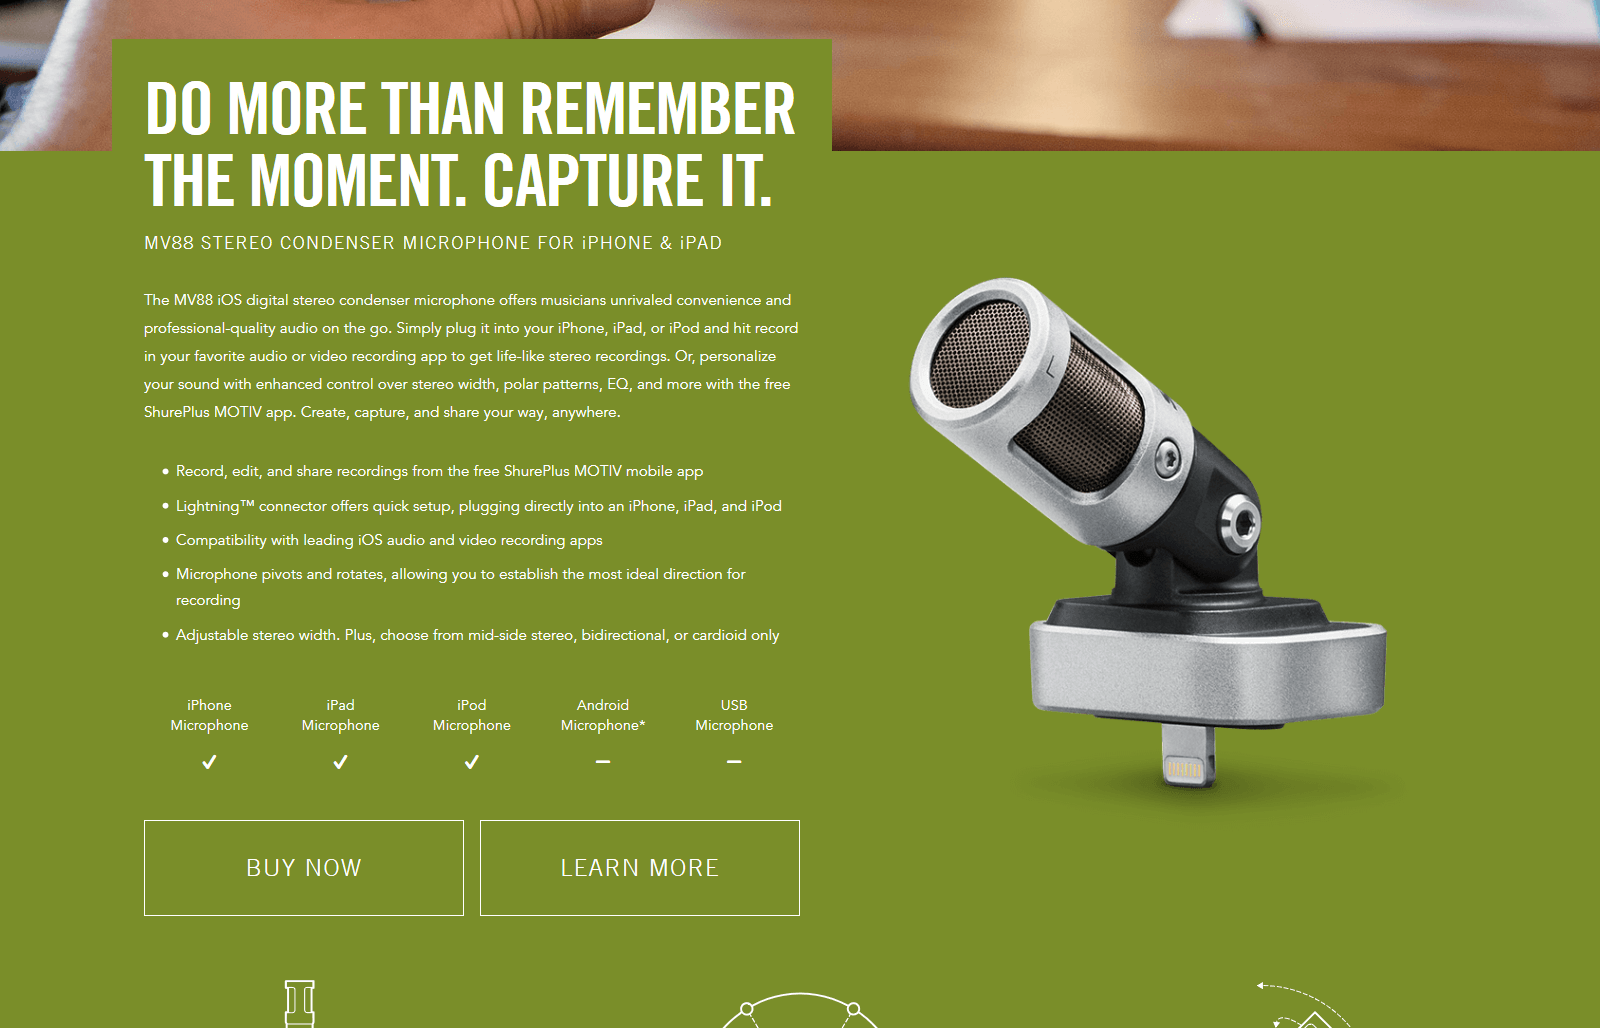 DO MORE THAN REMEMBER
THE MOMENT. CAPTURE IT.
MV88 STEREO CONDENSER MICROPHONE FOR iPHONE & iPAD
The MV88 iOS digital stereo condenser microphone offers musicians unrivaled convenience and
professional-quality audio on the go. Simply plug it into your iPhone, iPad, or iPod and hit record
in your favorite audio or video recording app to get life-like stereo recordings. Or, personalize
your sound with enhanced control over stereo width, polar patterns, EQ, and more with the free
ShurePlus MOTIV app. Create, capture, and share your way, anywhere.
• Record, edit, and share recordings from the free ShurePlus MOTIV mobile app
• Lightning™ connector offers quick setup, plugging directly into an iPhone, iPad, and iPod
• Compatibility with leading iOS audio and video recording apps
• Microphone pivots and rotates, allowing you to establish the most ideal direction for
recording
• Adjustable stereo width. Plus, choose from mid-side stereo, bidirectional, or cardioid only
iPhone iPad iPod Android USB
Microphone Microphone Microphone Microphone* Microphone
BUY NOW LEARN MORE
L